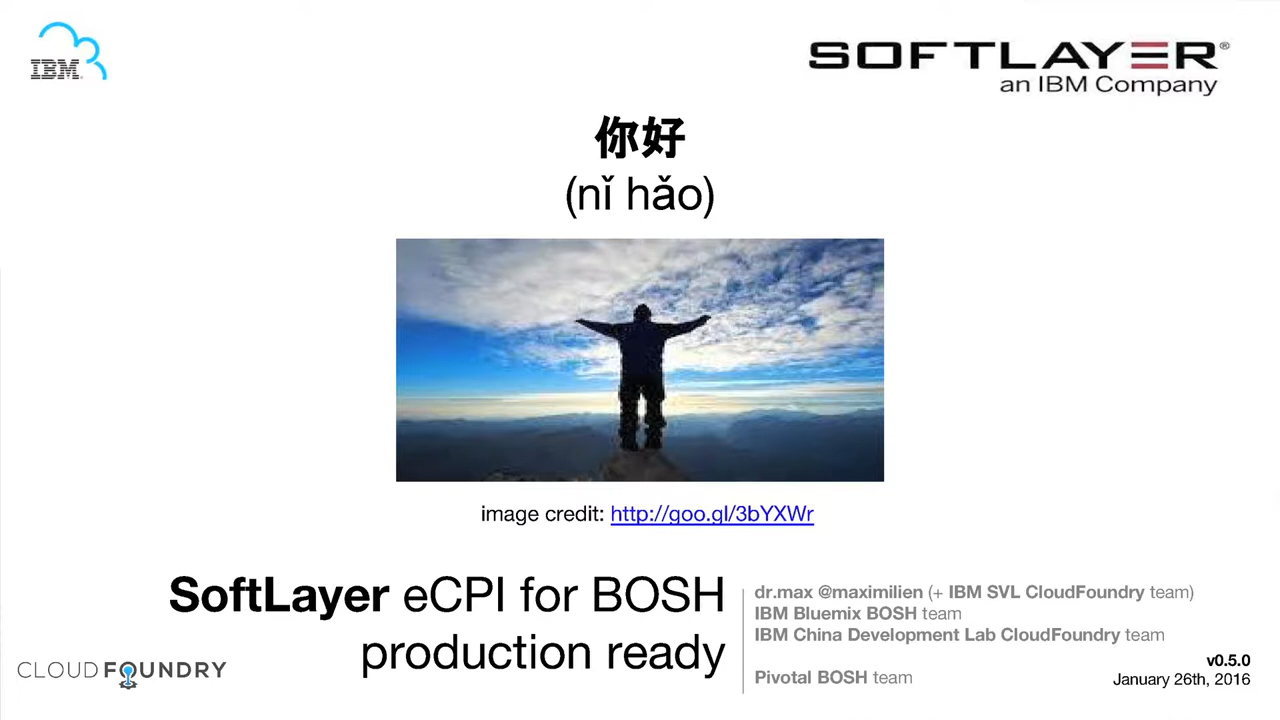 IBM
SOFTLAYER®
an IBM Company
你好
(nǐ hǎo)
image credit: http://goo.gl/3bYXWr
SoftLayer eCPI for BOSH
production ready
dr.max @maximilien (+ IBM SVL CloudFoundry team)
IBM Bluemix BOSH team
IBM China Development Lab CloudFoundry team
Pivotal BOSH team
CLOUD FOUNDRY
v0.5.0
January 26th, 2016